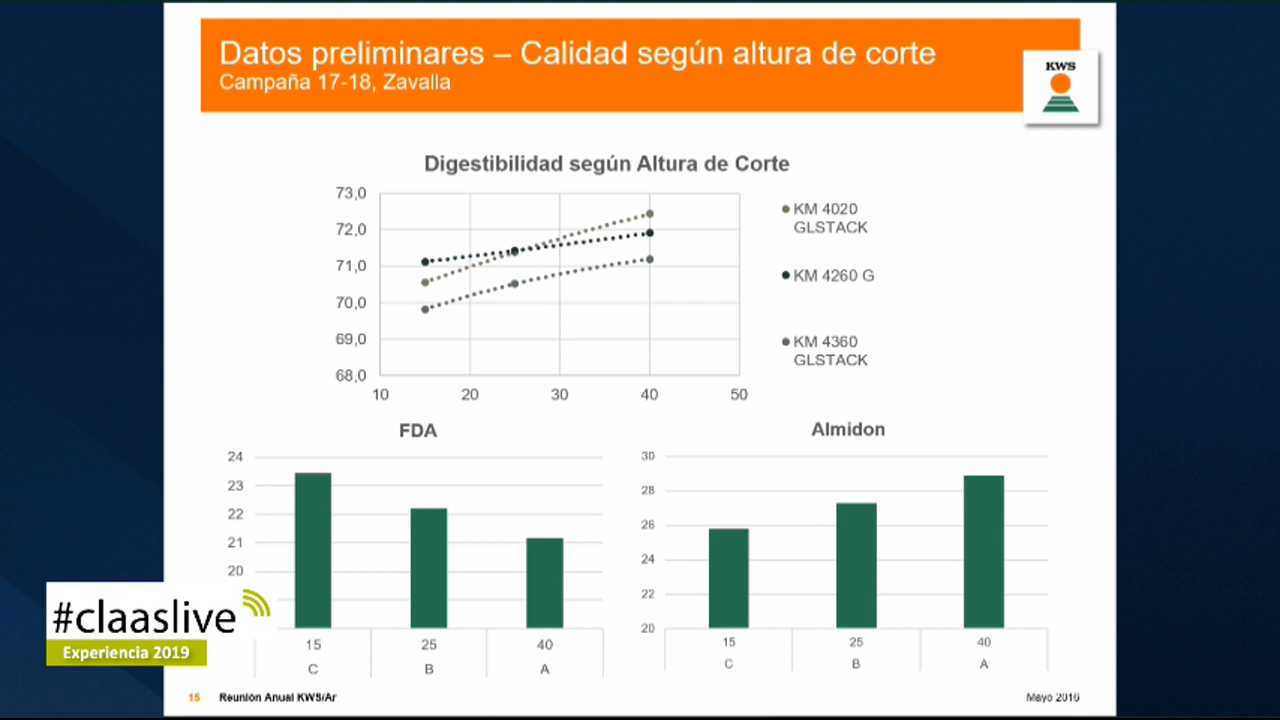 Datos preliminares – Calidad según altura de corte
Campaña 17-18, Zavalla
KWS
Digestibilidad según Altura de Corte
73,0
72,0
71,0
70,0
69,0
68,0
10 20 30 40 50
KM 4020
GLSTACK
KM 4260 G
KM 4360
GLSTACK
FDA
24
23
22
21
20
15 25 40
C B A
Almidon
30
28
26
24
22
20
15 25 40
C B A
#claaslive
Experiencia 2019
15 Reunión Anual KWS/Ar
Mayo 2016